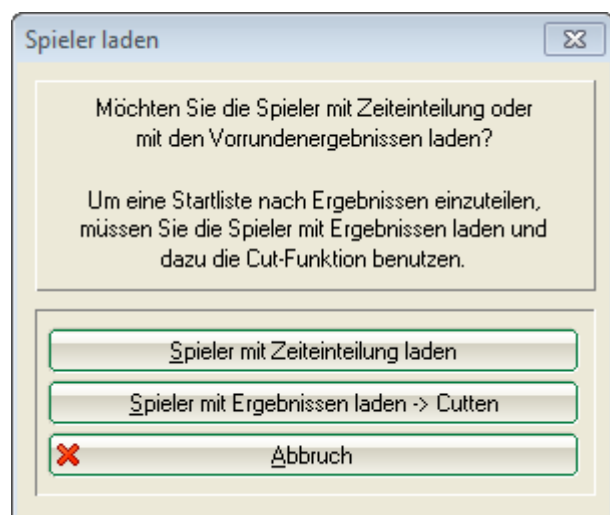 Spieler laden
Möchten Sie die Spieler mit Zeiteinteilung oder
mit den Vorrundenergebnissen laden?
Um eine Startliste nach Ergebnissen einzuteilen,
müssen Sie die Spieler mit Ergebnissen laden und
dazu die Cut-Funktion benutzen.
Spieler mit Zeiteinteilung laden
Spieler mit Ergebnissen laden -> Cutten
Abbruch